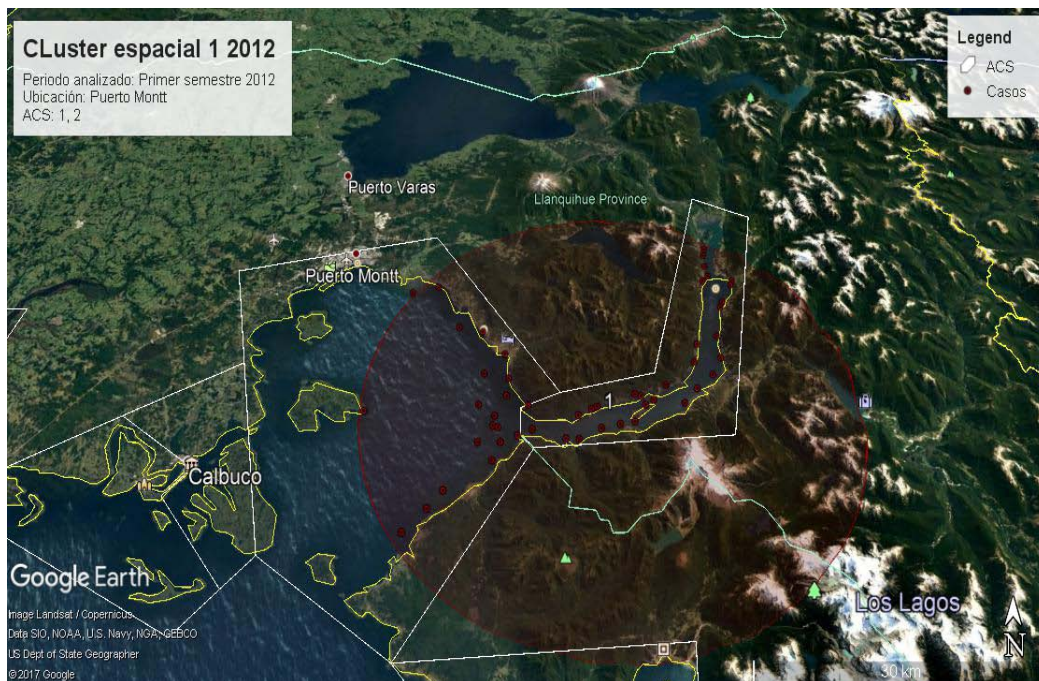 CLuster espacial 1 2012
Periodo analizado: Primer semestre 2012
Ubicación: Puerto Montt
ACS: 1, 2
Legend
ACS
Casos
Puerto Varas
Llanquihue Province
Puerto Montt
1
Calbuco
Google Earth
Los Lagos
Image Landsat / Copernicus
Data SIO, NOAA, U.S. Navy, NGA, GEBCO
US Dept of State Geographer
© 2017 Google
N
30 km